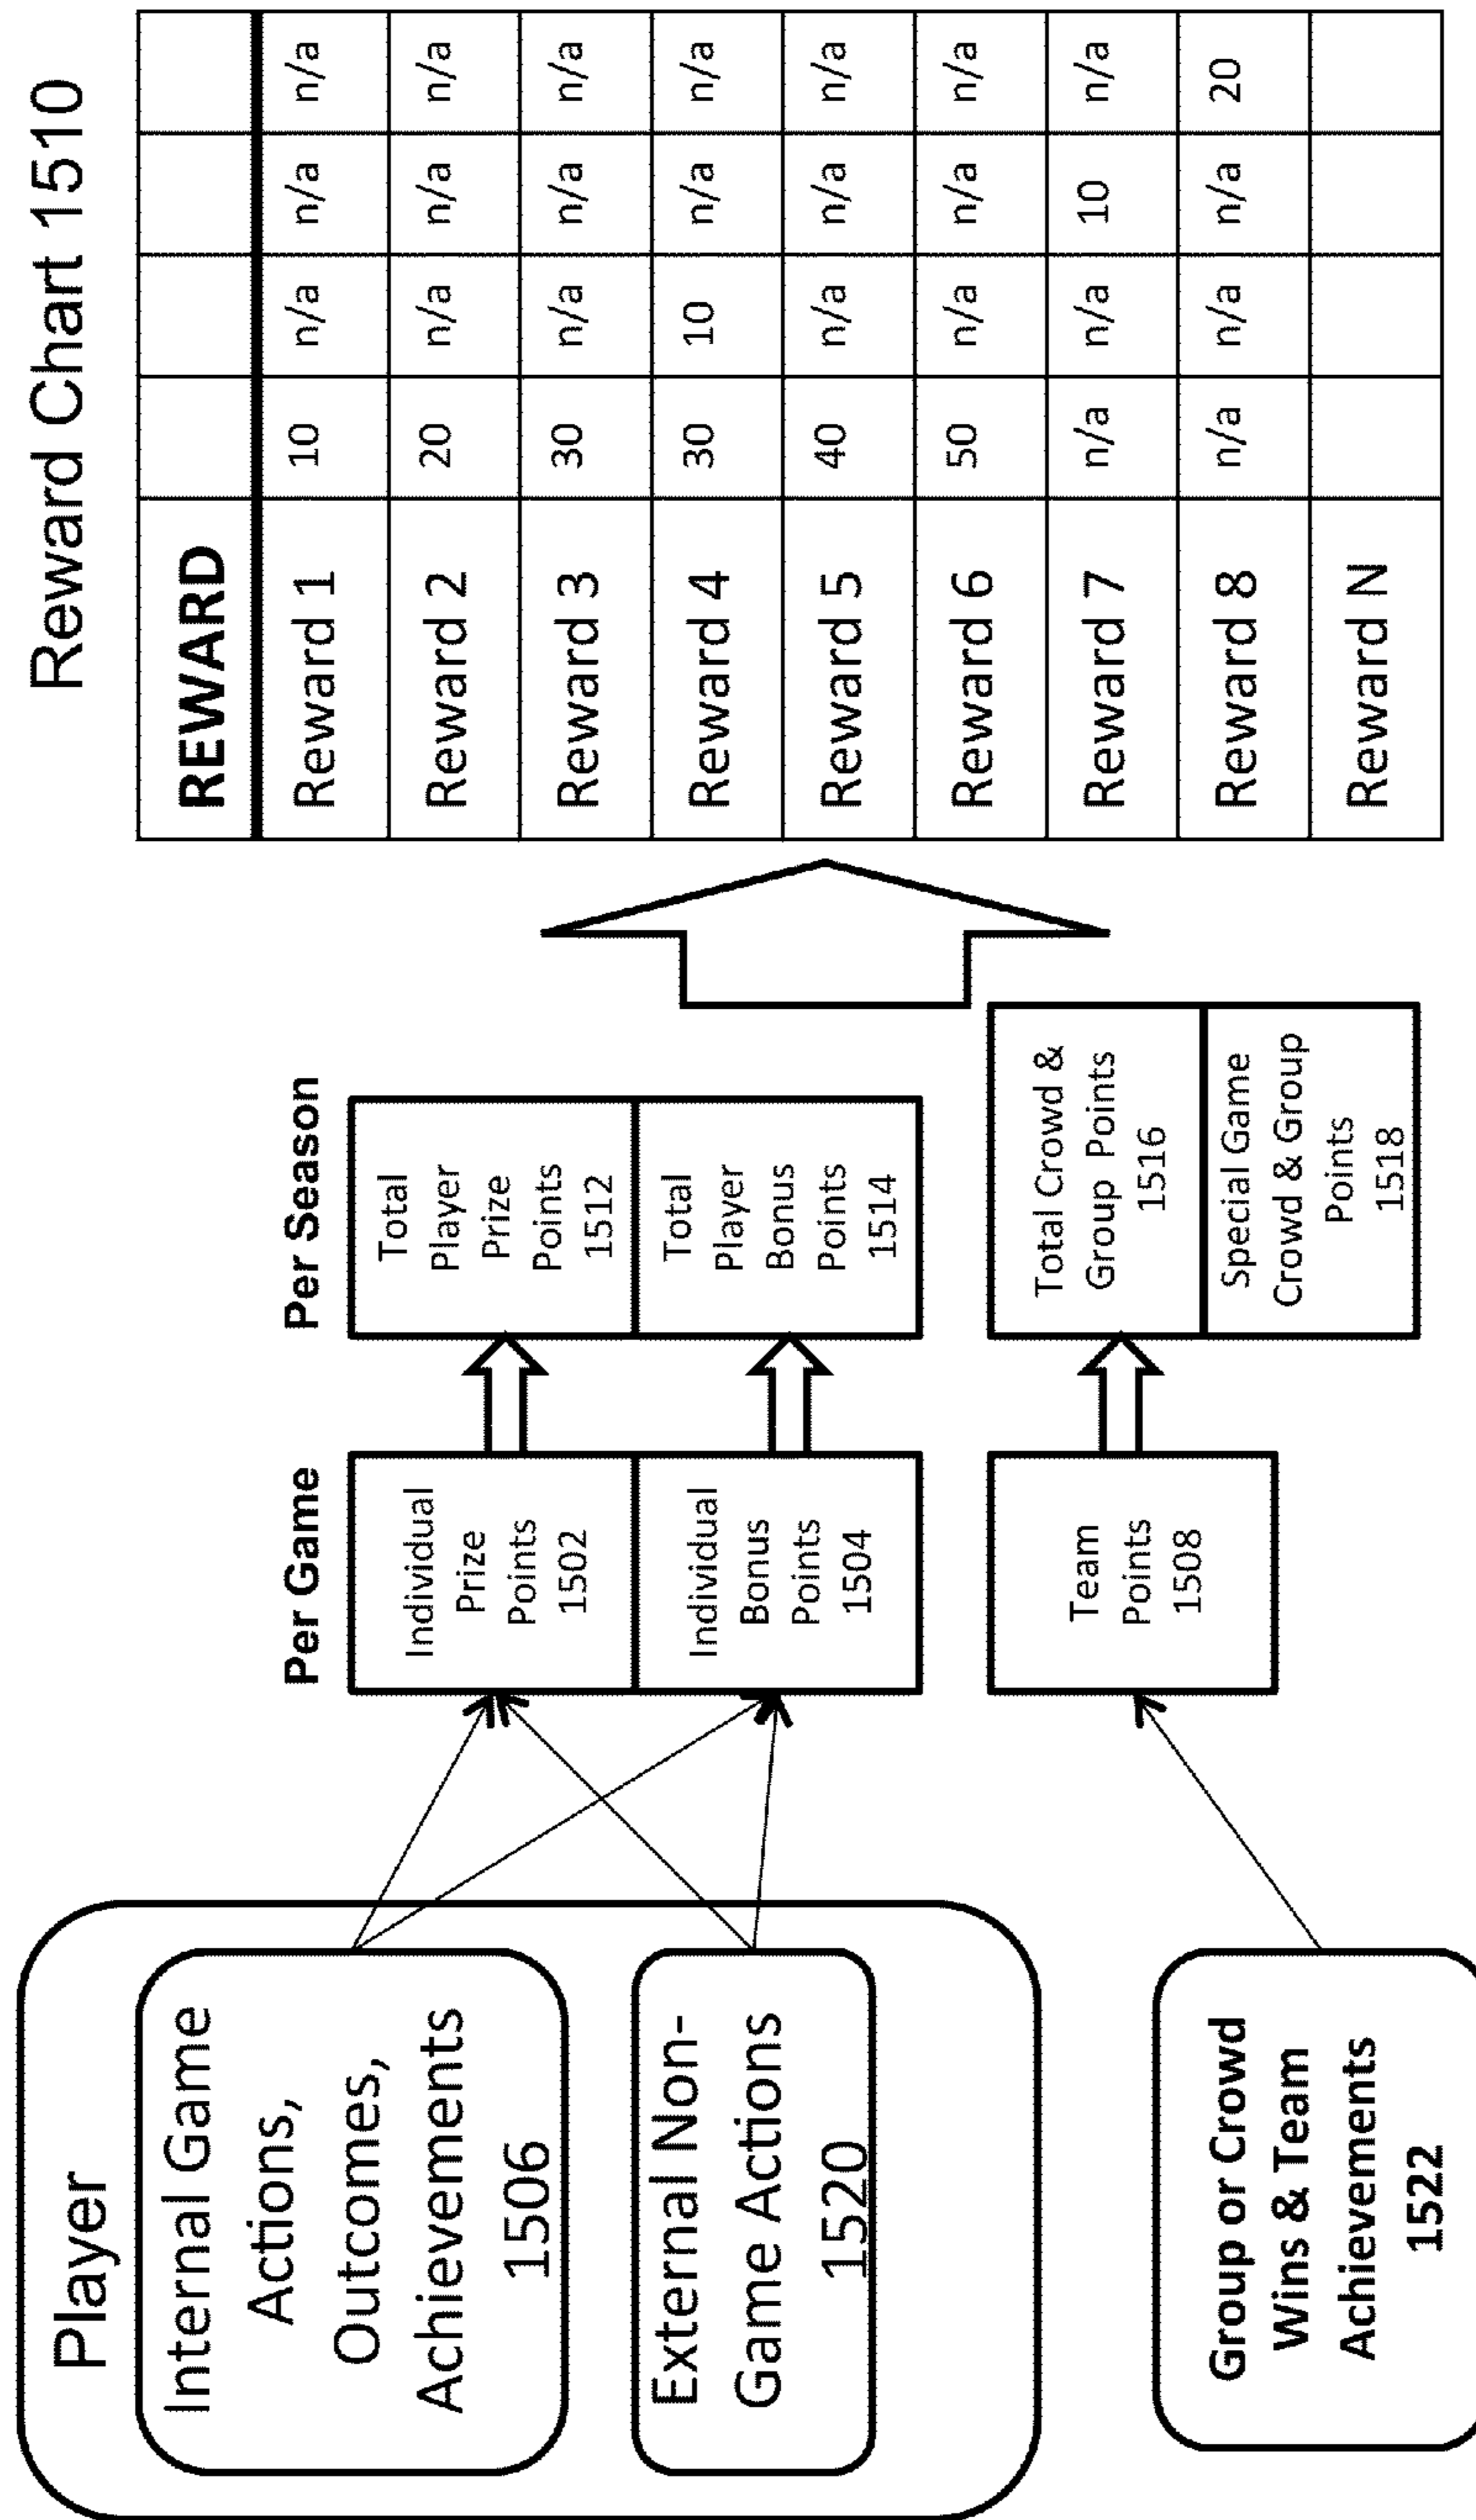 Player
Internal Game
Actions,
Outcomes,
Achievements
1506
External Non-
Game Actions
1520
Group or Crowd
Wins & Team
Achievements
1522
Per Game
Individual
Prize
Points
1502
Individual
Bonus
Points
1504
Team
Points
1508
Per Season
Total
Player
Prize
Points
1512
Total
Player
Bonus
Points
1514
Total Crowd &
Group Points
1516
Special Game
Crowd & Group
Points
1518
Reward Chart 1510
REWARD
Reward 1 10 n/a n/a n/a
Reward 2 20 n/a n/a n/a
Reward 3 30 n/a n/a n/a
Reward 4 30 10 n/a n/a
Reward 5 40 n/a n/a n/a
Reward 6 50 n/a n/a n/a
Reward 7 n/a n/a 10 n/a
Reward 8 n/a n/a n/a 20
Reward N